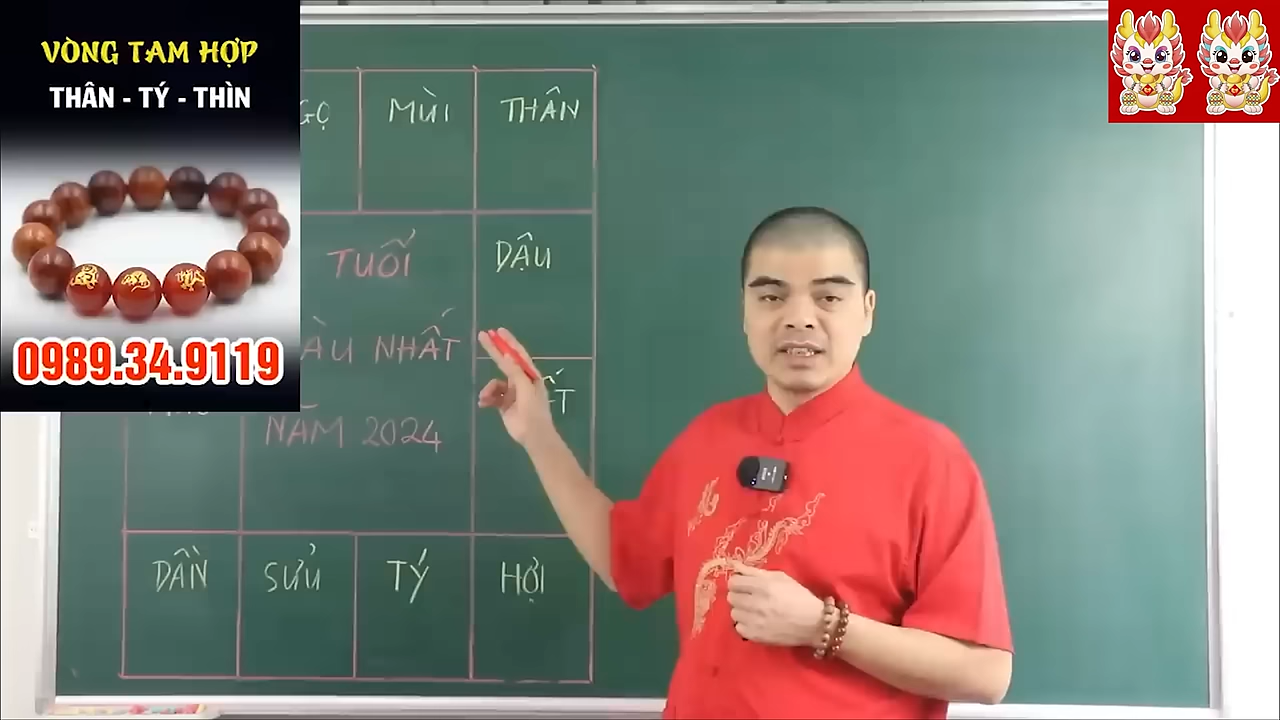 VÒNG TAM HỢP
THÂN - TÝ - THÌN
0989.34.9119
MÙI
THÂN
TUỔI
DẬU
NHẤT
NĂM 2024
DẦN
SỬU
TÝ
HỢI